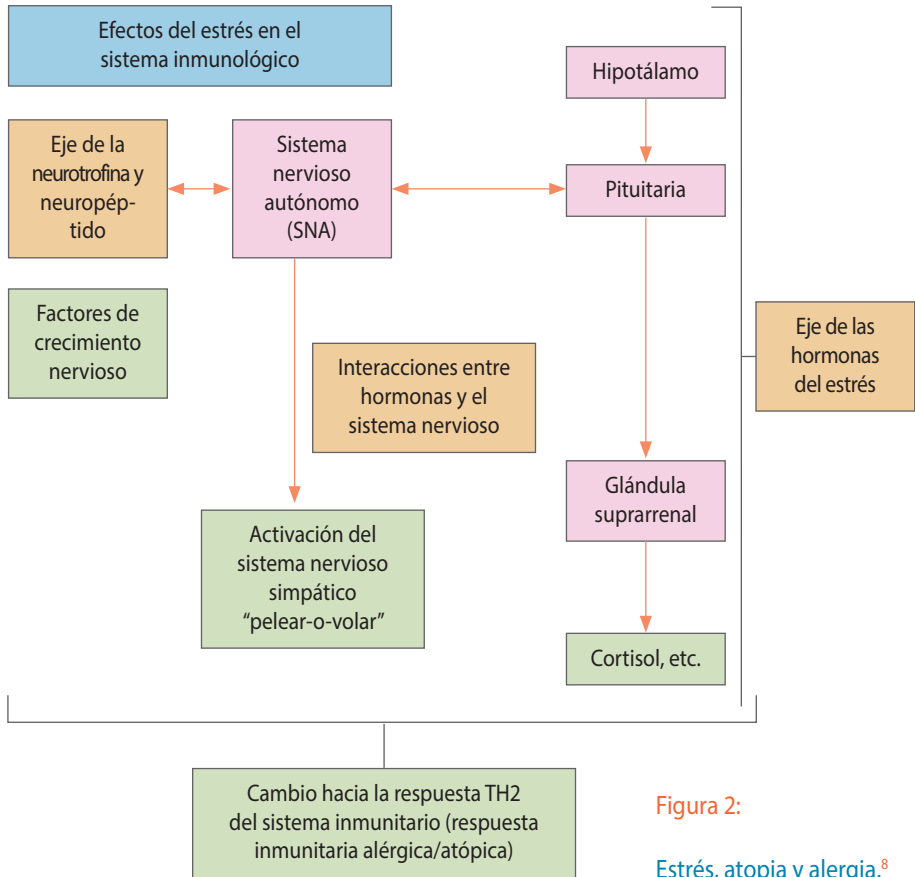 Efectos del estrés en el
sistema inmunológico
Hipotálamo
Eje de la
neurotrofina y
neuropép-
tido
Sistema
nervioso
autónomo
(SNA)
Pituitaria
Factores de
crecimiento
nervioso
Interacciones entre
hormonas y el
sistema nervioso
Eje de las
hormonas
del estrés
Glándula
suprarrenal
Activación del
sistema nervioso
simpático
“pelear-o-volar”
Cortisol, etc.
Cambio hacia la respuesta TH2
del sistema inmunitario (respuesta
inmunitaria alérgica/atópica)
Figura 2:
Estrés, atopia y alergia.8